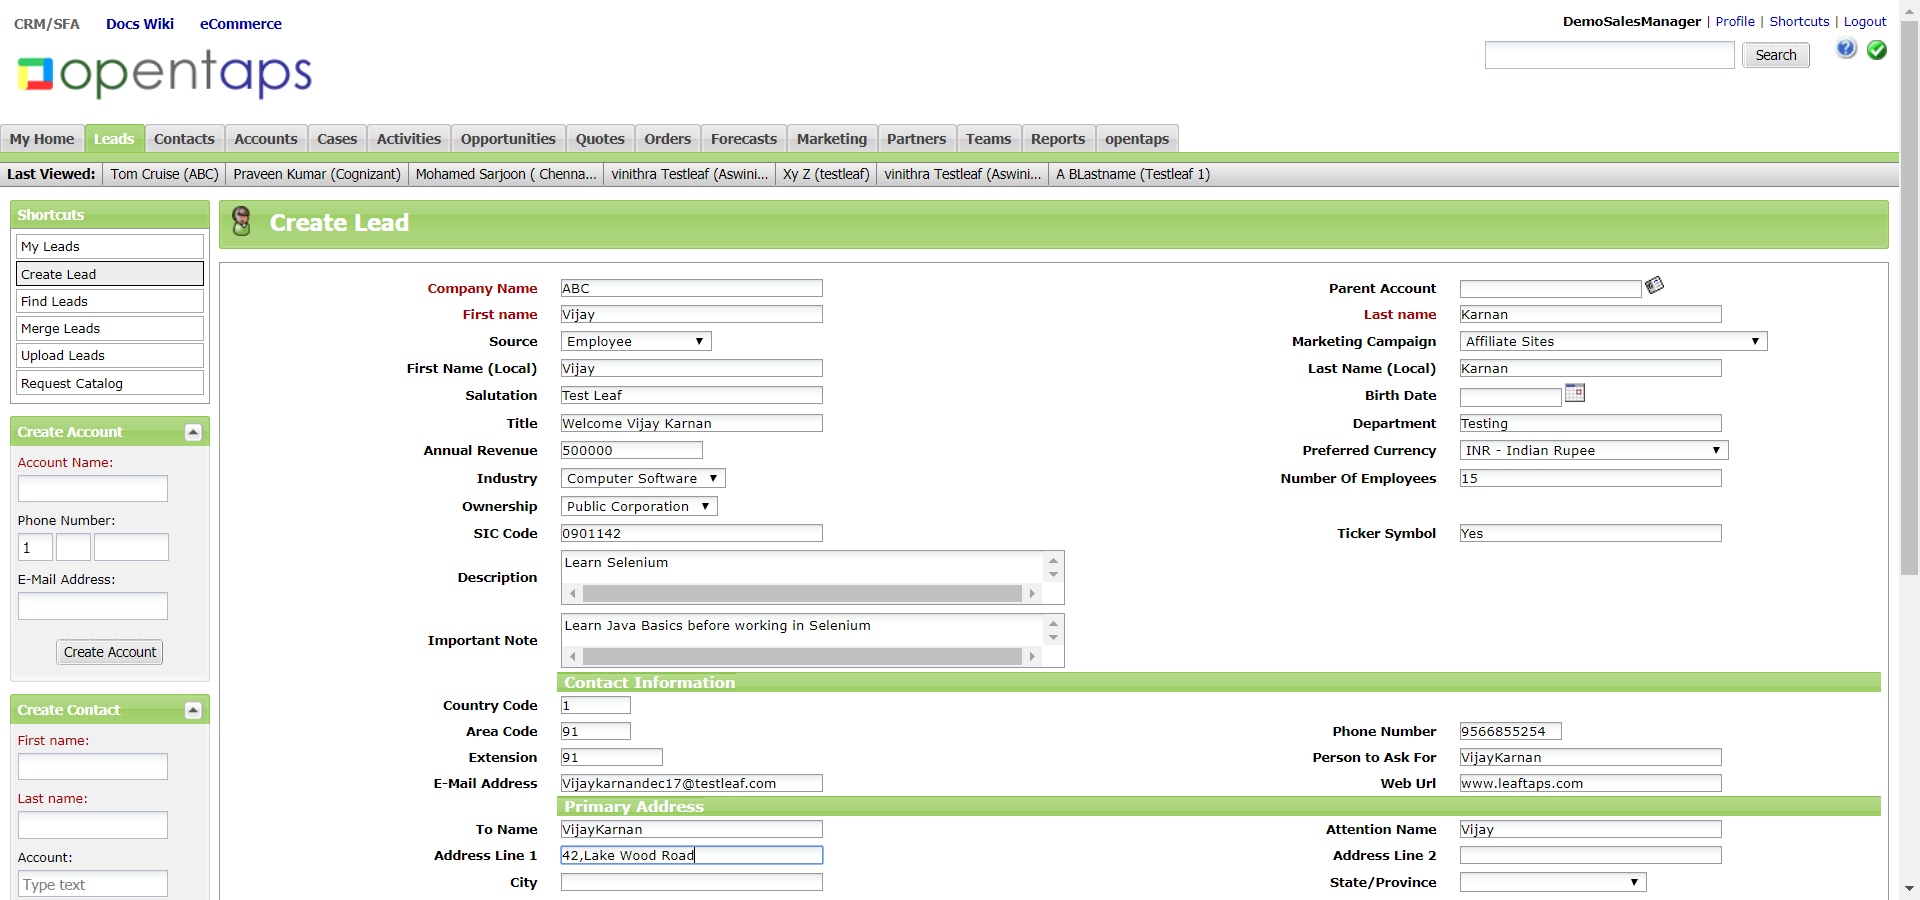 CRM/SFA Docs Wiki eCommerce
DemoSalesManager | Profile | Shortcuts | Logout
opentaps
Search
My Home Leads Contacts Accounts Cases Activities Opportunities Quotes Orders Forecasts Marketing Partners Teams Reports opentaps
Last Viewed: Tom Cruise (ABC) Praveen Kumar (Cognizant) Mohamed Sarjoon ( Chenna... vinithra Testleaf (Aswini... Xy Z (testleaf) vinithra Testleaf (Aswini... A BLastname (Testleaf 1)
Shortcuts
My Leads
Create Lead
Find Leads
Merge Leads
Upload Leads
Request Catalog
Create Account
Account Name:
Phone Number:
1
E-Mail Address:
Create Account
Create Contact
First name:
Last name:
Account:
Type text
Create Lead
Company Name ABC Parent Account
First name Vijay Last name Karnan
Source Employee Marketing Campaign Affiliate Sites
First Name (Local) Vijay Last Name (Local) Karnan
Salutation Test Leaf Birth Date
Title Welcome Vijay Karnan Department Testing
Annual Revenue 500000 Preferred Currency INR - Indian Rupee
Industry Computer Software Number Of Employees 15
Ownership Public Corporation
SIC Code 0901142 Ticker Symbol Yes
Description Learn Selenium
Important Note Learn Java Basics before working in Selenium
Contact Information
Country Code 1
Area Code 91 Phone Number 9566855254
Extension 91 Person to Ask For VijayKarnan
E-Mail Address Vijaykarnandec17@testleaf.com Web Url www.leaftaps.com
Primary Address
To Name VijayKarnan Attention Name Vijay
Address Line 1 42,Lake Wood Road Address Line 2
City State/Province